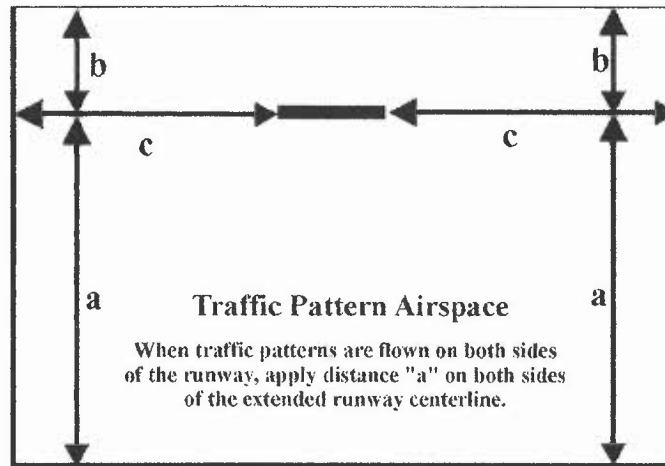 b
b
c
c
a
a
Traffic Pattern Airspace
When traffic patterns are flown on both sides
of the runway, apply distance "a" on both sides
of the extended runway centerline.